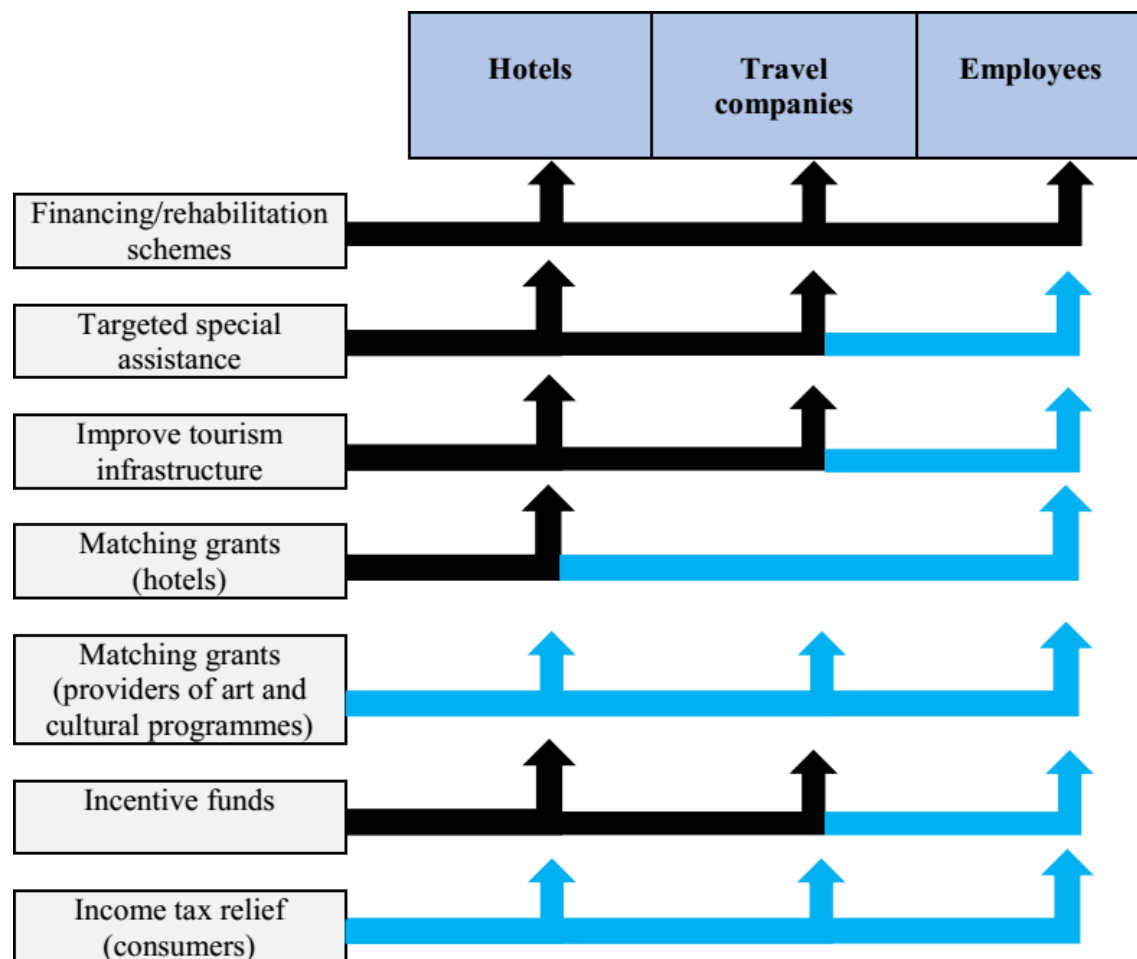 Hotels
Travel
companies
Employees
Financing/rehabilitation
schemes
Targeted special
assistance
Improve tourism
infrastructure
Matching grants
(hotels)
Matching grants
(providers of art and
cultural programmes)
Incentive funds
Income tax relief
(consumers)